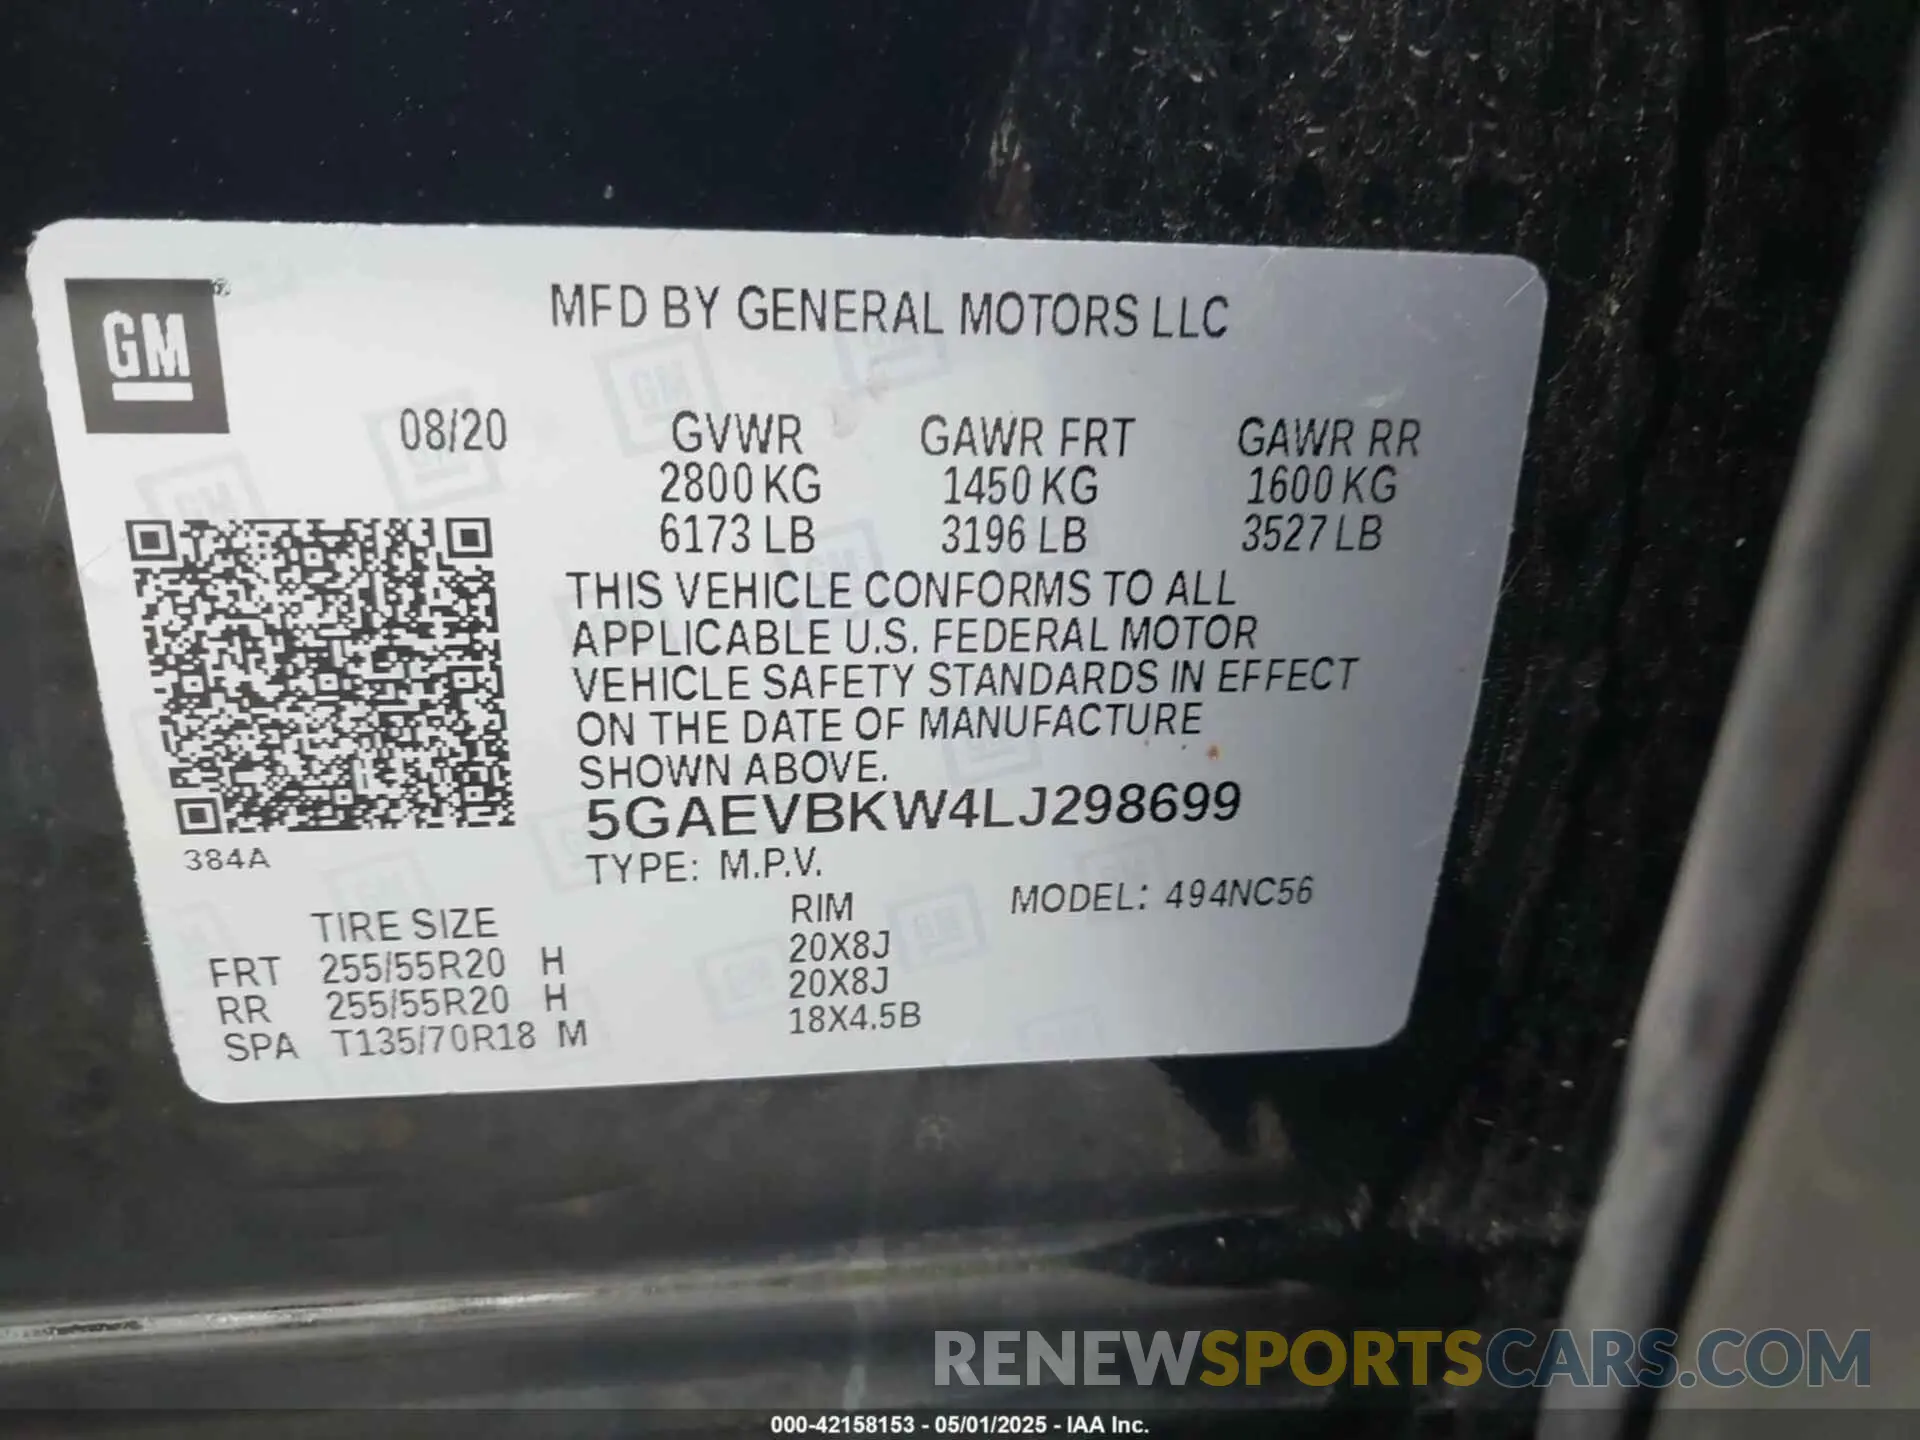 GM
MFD BY GENERAL MOTORS LLC
08/20 GVWR GAWR FRT GAWR RR
2800 KG 1450 KG 1600 KG
6173 LB 3196 LB 3527 LB
THIS VEHICLE CONFORMS TO ALL
APPLICABLE U.S. FEDERAL MOTOR
VEHICLE SAFETY STANDARDS IN EFFECT
ON THE DATE OF MANUFACTURE
SHOWN ABOVE.
5GAEVBKW4LJ298699
384A
TYPE: M.P.V.
TIRE SIZE RIM MODEL: 494NC56
FRT 255/55R20 H 20X8J
RR 255/55R20 H 20X8J
SPA T135/70R18 M 18X4.5B
RENEWSPORTSCARS.COM
000-42158153 - 05/01/2025 - IAA Inc.